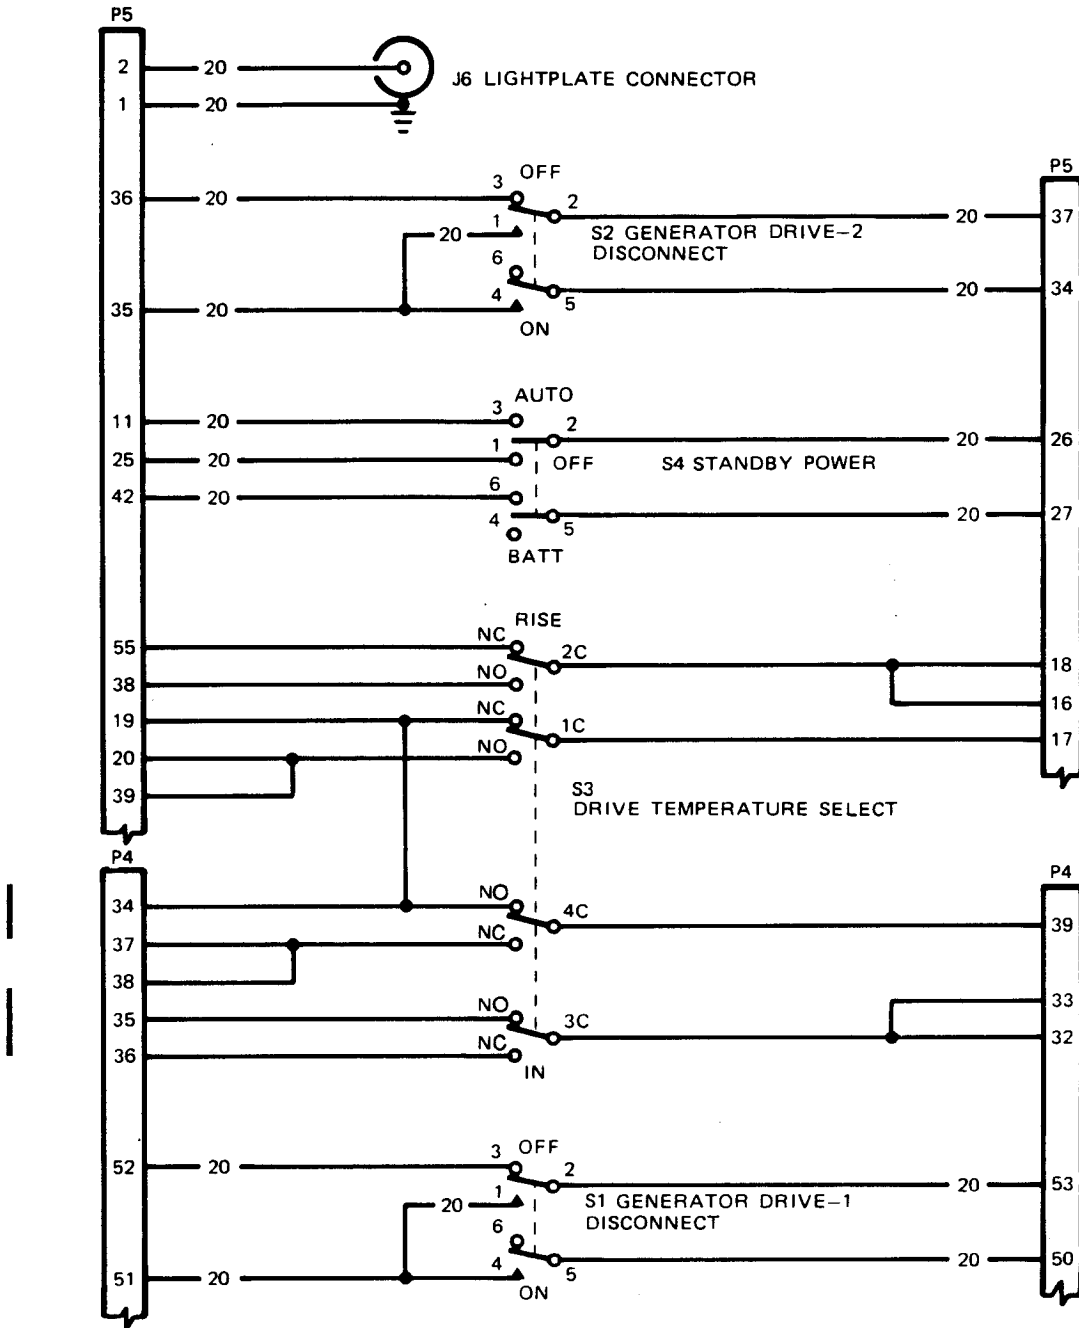 P5
2 20
J6 LIGHTPLATE CONNECTOR
1 20
P5
OFF
3
36 20
2
20 37
1
20
S2 GENERATOR DRIVE-2
DISCONNECT
6
4
5
20 34
35 20
ON
AUTO
3
11 20
2
20 26
1
25 20
OFF
S4 STANDBY POWER
6
42 20
4
5
20 27
BATT
RISE
NC
55
2C
18
NO
38
16
NC
19
1C
17
NO
20
39
S3
DRIVE TEMPERATURE SELECT
P4
P4
NO
34
4C
39
NC
37
38
33
NO
35
3C
32
NC
36
IN
OFF
3
52 20
2
20 53
1
20
S1 GENERATOR DRIVE-1
DISCONNECT
6
4
5
20 50
51 20
ON